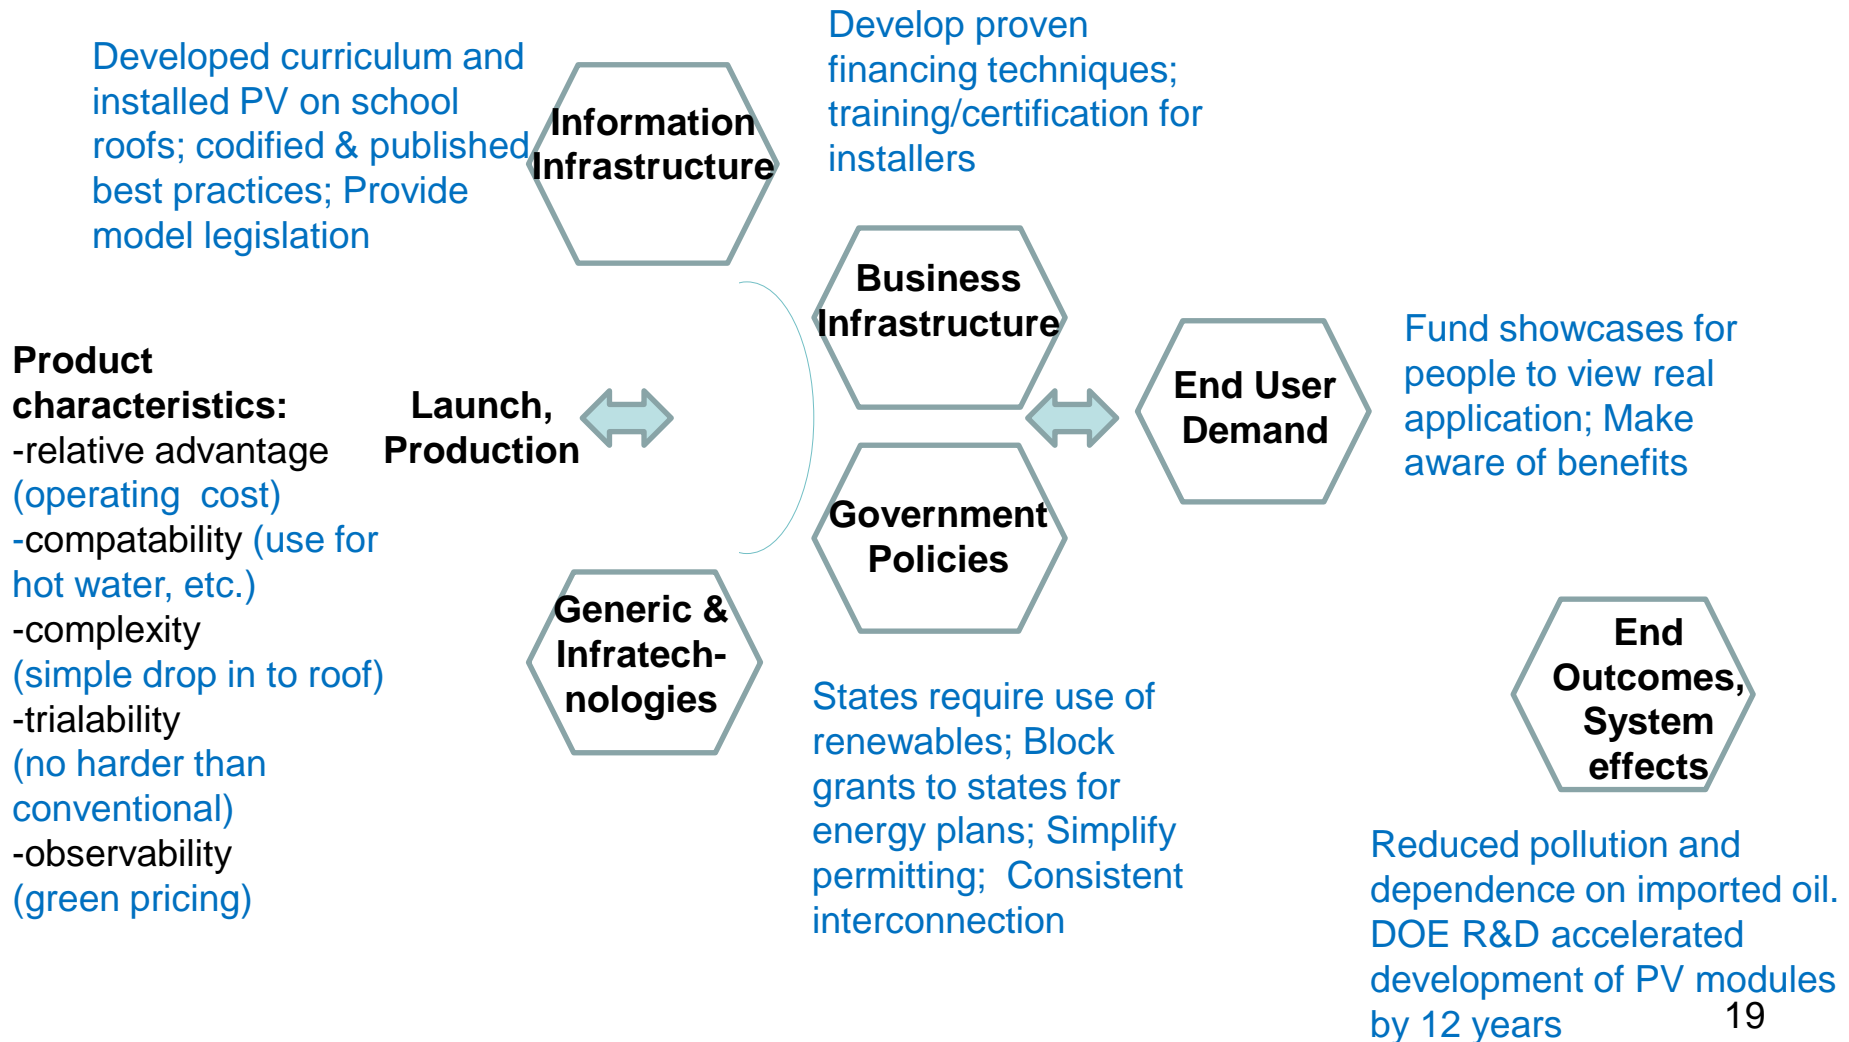 Developed curriculum and
installed PV on school
roofs; codified & published
best practices; Provide
model legislation
Information
Infrastructure
Develop proven
financing techniques;
training/certification for
installers
Business
Infrastructure
Product
characteristics:
-relative advantage
(operating  cost)
-compatability (use for
hot water, etc.)
-complexity
(simple drop in to roof)
-trialability
(no harder than
conventional)
-observability
(green pricing)
Launch,
Production
End User
Demand
Fund showcases for
people to view real
application; Make
aware of benefits
Government
Policies
Generic &
Infratech-
nologies
States require use of
renewables; Block
grants to states for
energy plans; Simplify
permitting;  Consistent
interconnection
End
Outcomes,
System
effects
Reduced pollution and
dependence on imported oil.
DOE R&D accelerated
development of PV modules
by 12 years
19